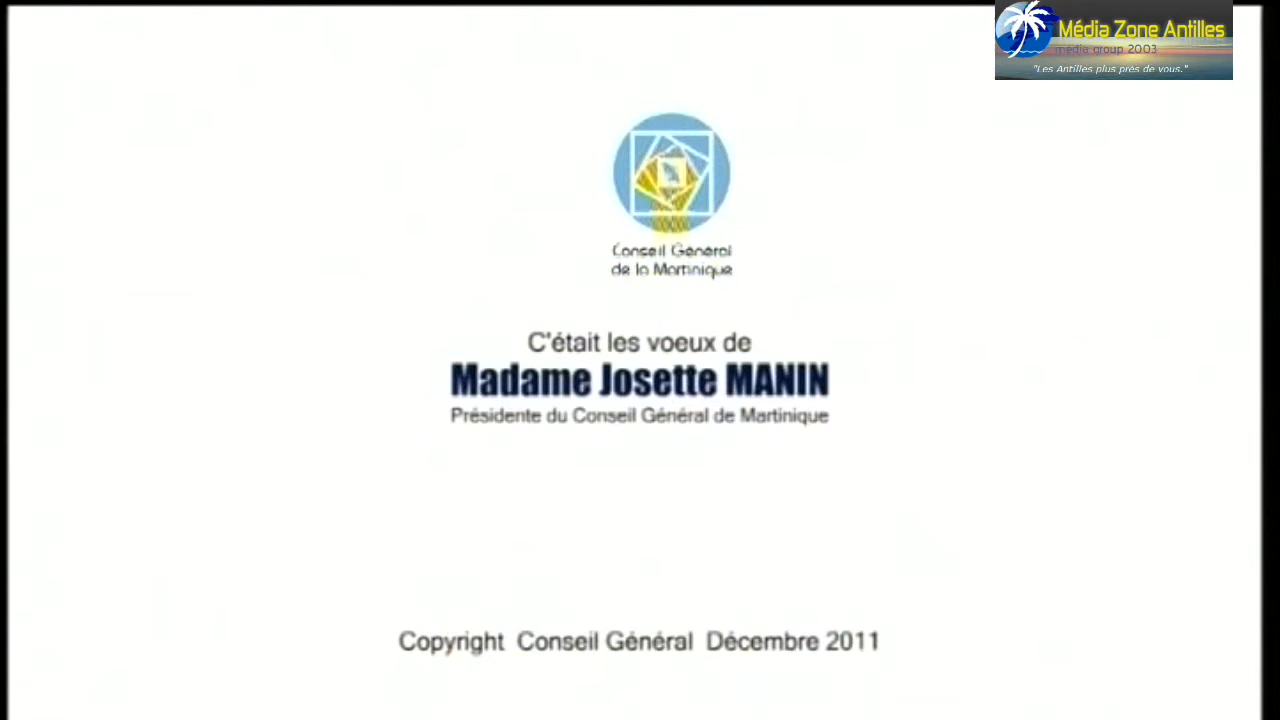 Média Zone Antilles
média group 2003
"Les Antilles plus près de vous."
Conseil Général
de la Martinique
C'était les voeux de
Madame Josette MANIN
Présidente du Conseil Général de Martinique
Copyright Conseil Général Décembre 2011